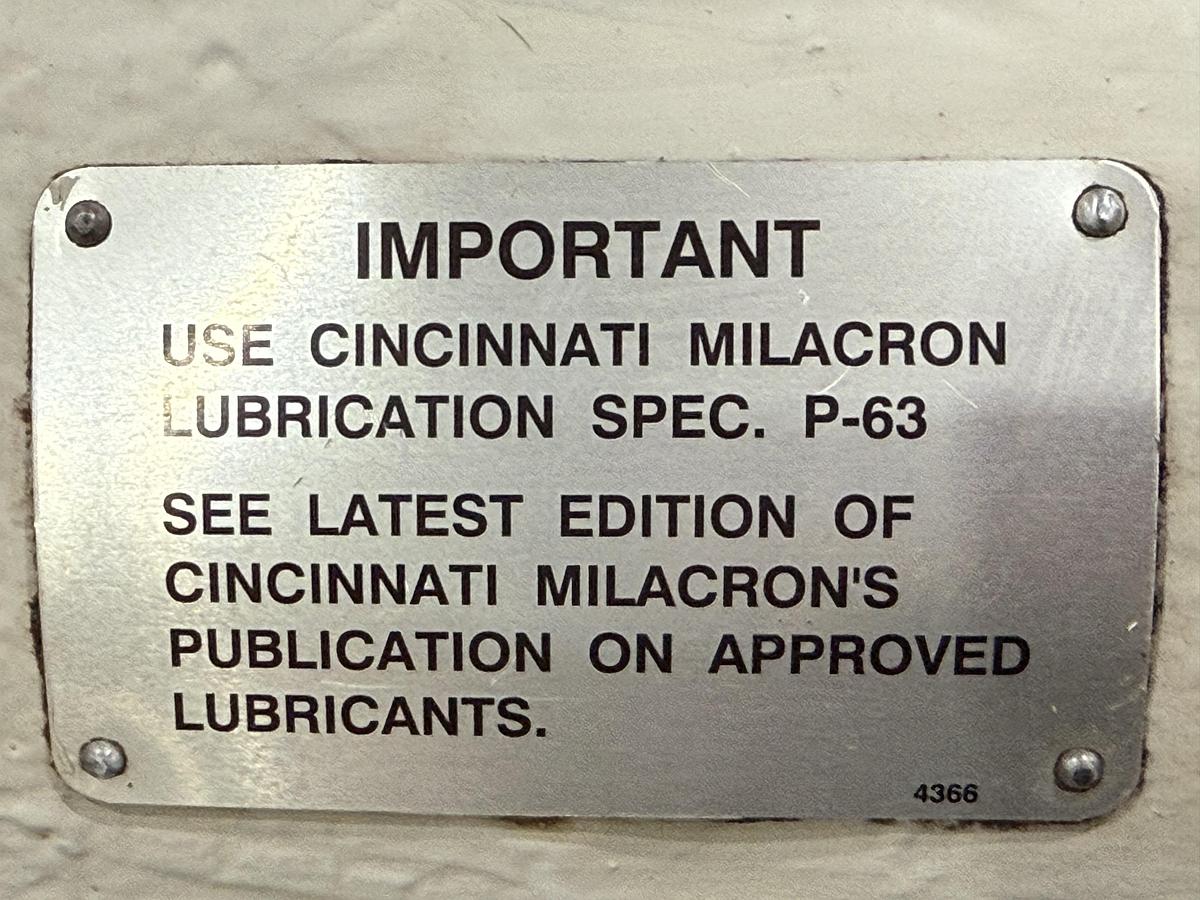 IMPORTANT
USE CINCINNATI MILACRON
LUBRICATION SPEC. P-63
SEE LATEST EDITION OF
CINCINNATI MILACRON'S
PUBLICATION ON APPROVED
LUBRICANTS.
4366